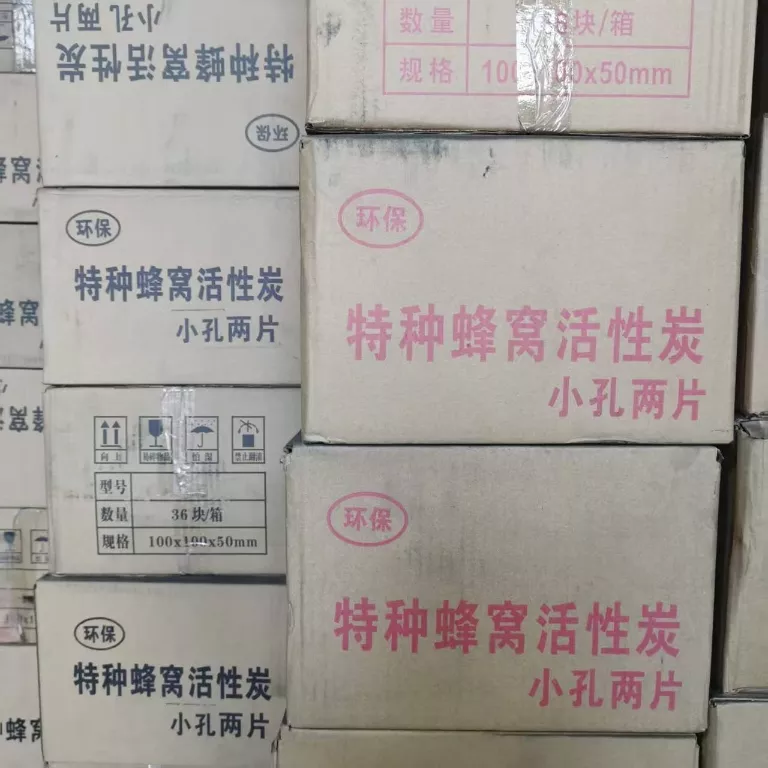 小孔两片
特种蜂窝活性炭
环保
环保
特种蜂窝活性炭
小孔两片
向上
怕湿
型号
数量 36块/箱
规格 100x100x50mm
环保
特种蜂窝活性炭
小孔两片
数量 块/箱
规格
环保
特种蜂窝活性炭
小孔两片
环保
特种蜂窝活性炭
小孔两片